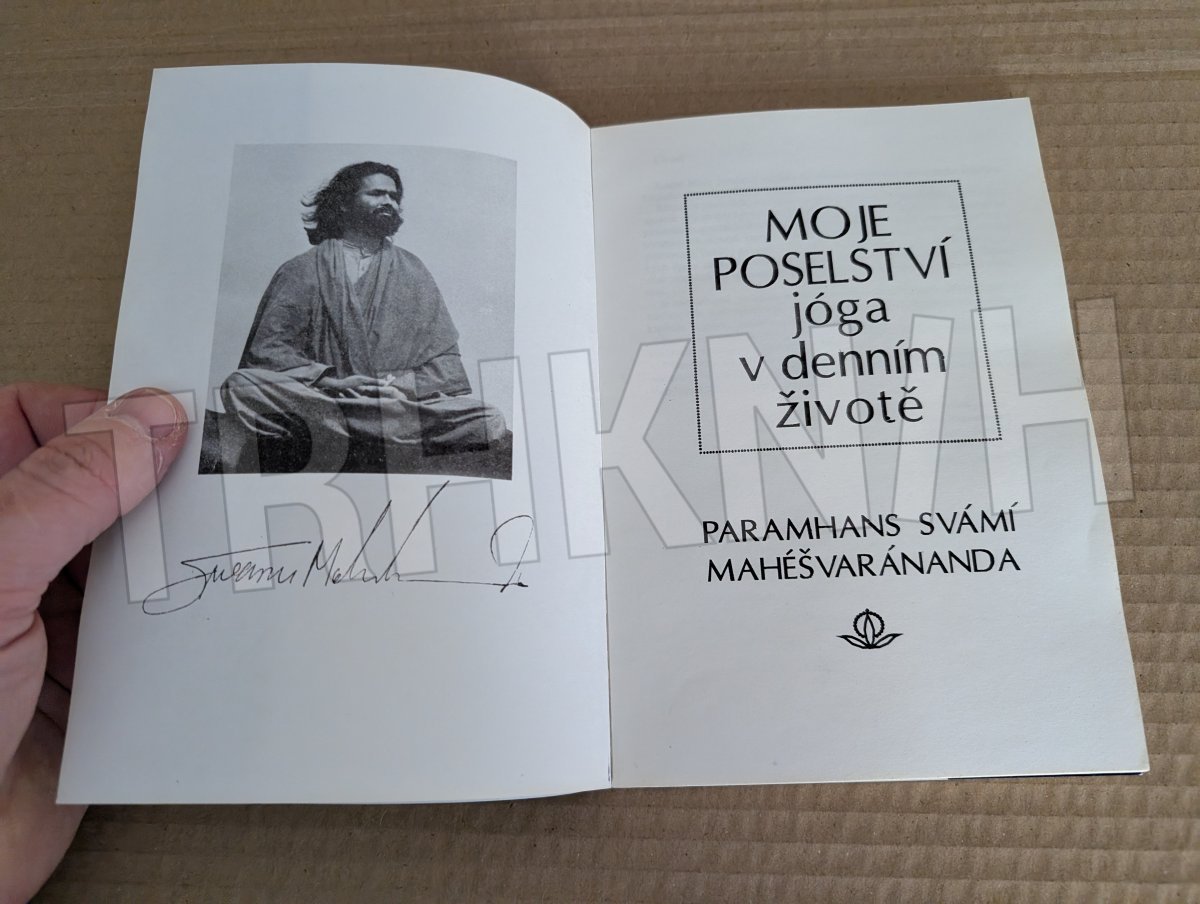 MOJE
POSELSTVÍ
jóga
v denním
životě
PARAMHANS SVÁMÍ
MAHÉŠVARÁNANDA